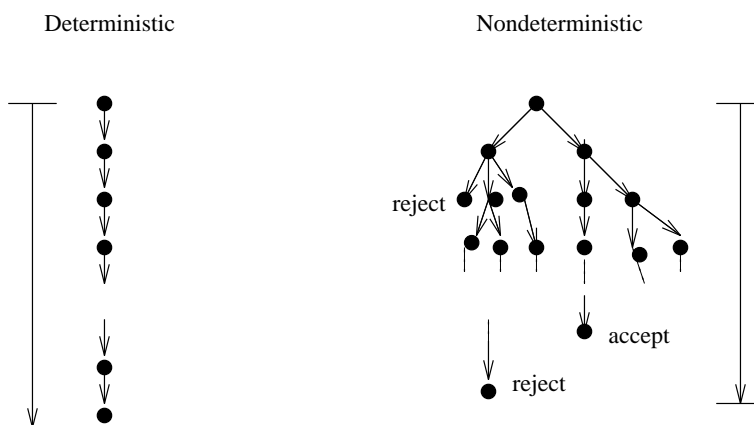 Deterministic
Nondeterministic
reject
accept
reject